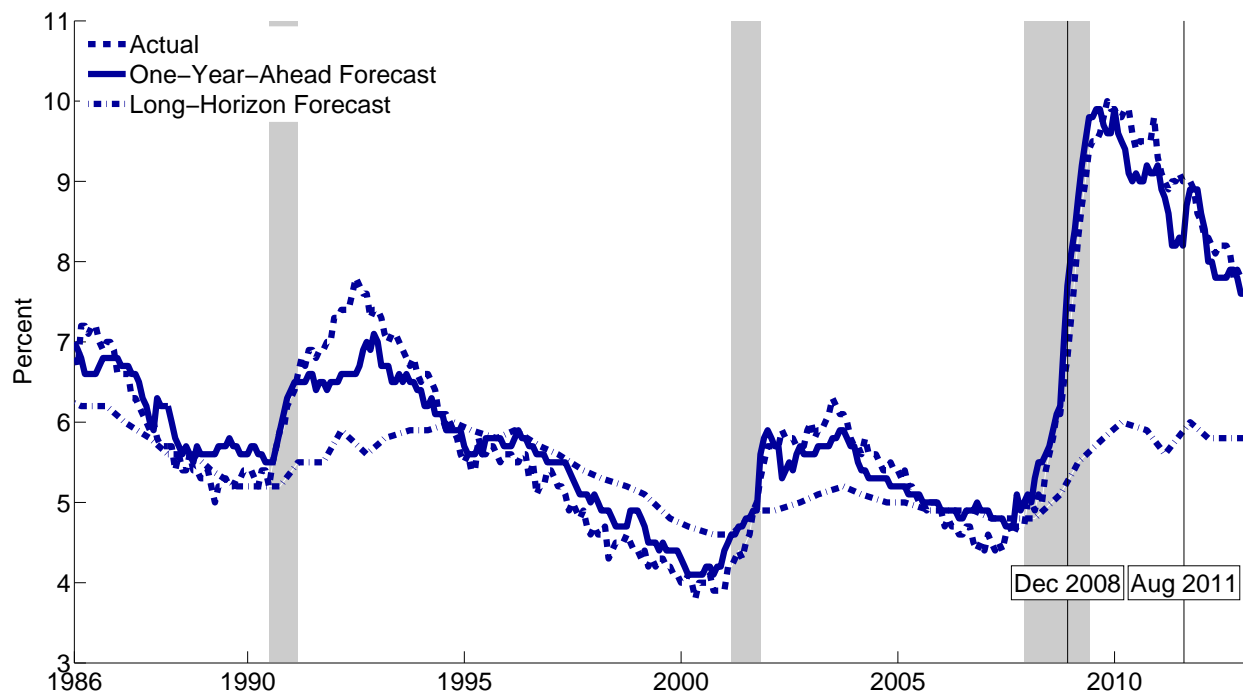 11
10
9
8
7
6
5
4
3
Percent
Actual
One−Year−Ahead Forecast
Long−Horizon Forecast
Dec 2008
Aug 2011
1986
1990
1995
2000
2005
2010